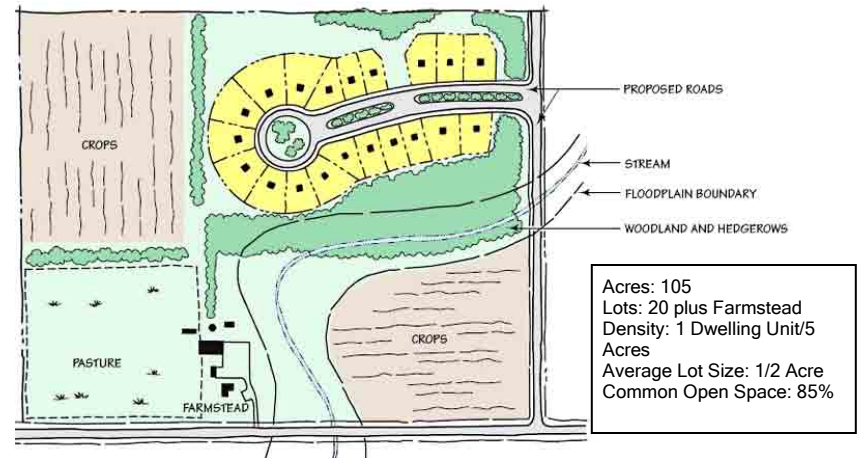 CROPS
PROPOSED ROADS
STREAM
FLOODPLAIN BOUNDARY
WOODLAND AND HEDGEROWS
PASTURE
FARMSTEAD
CROPS
Acres: 105
Lots: 20 plus Farmstead
Density: 1 Dwelling Unit/5
Acres
Average Lot Size: 1/2 Acre
Common Open Space: 85%